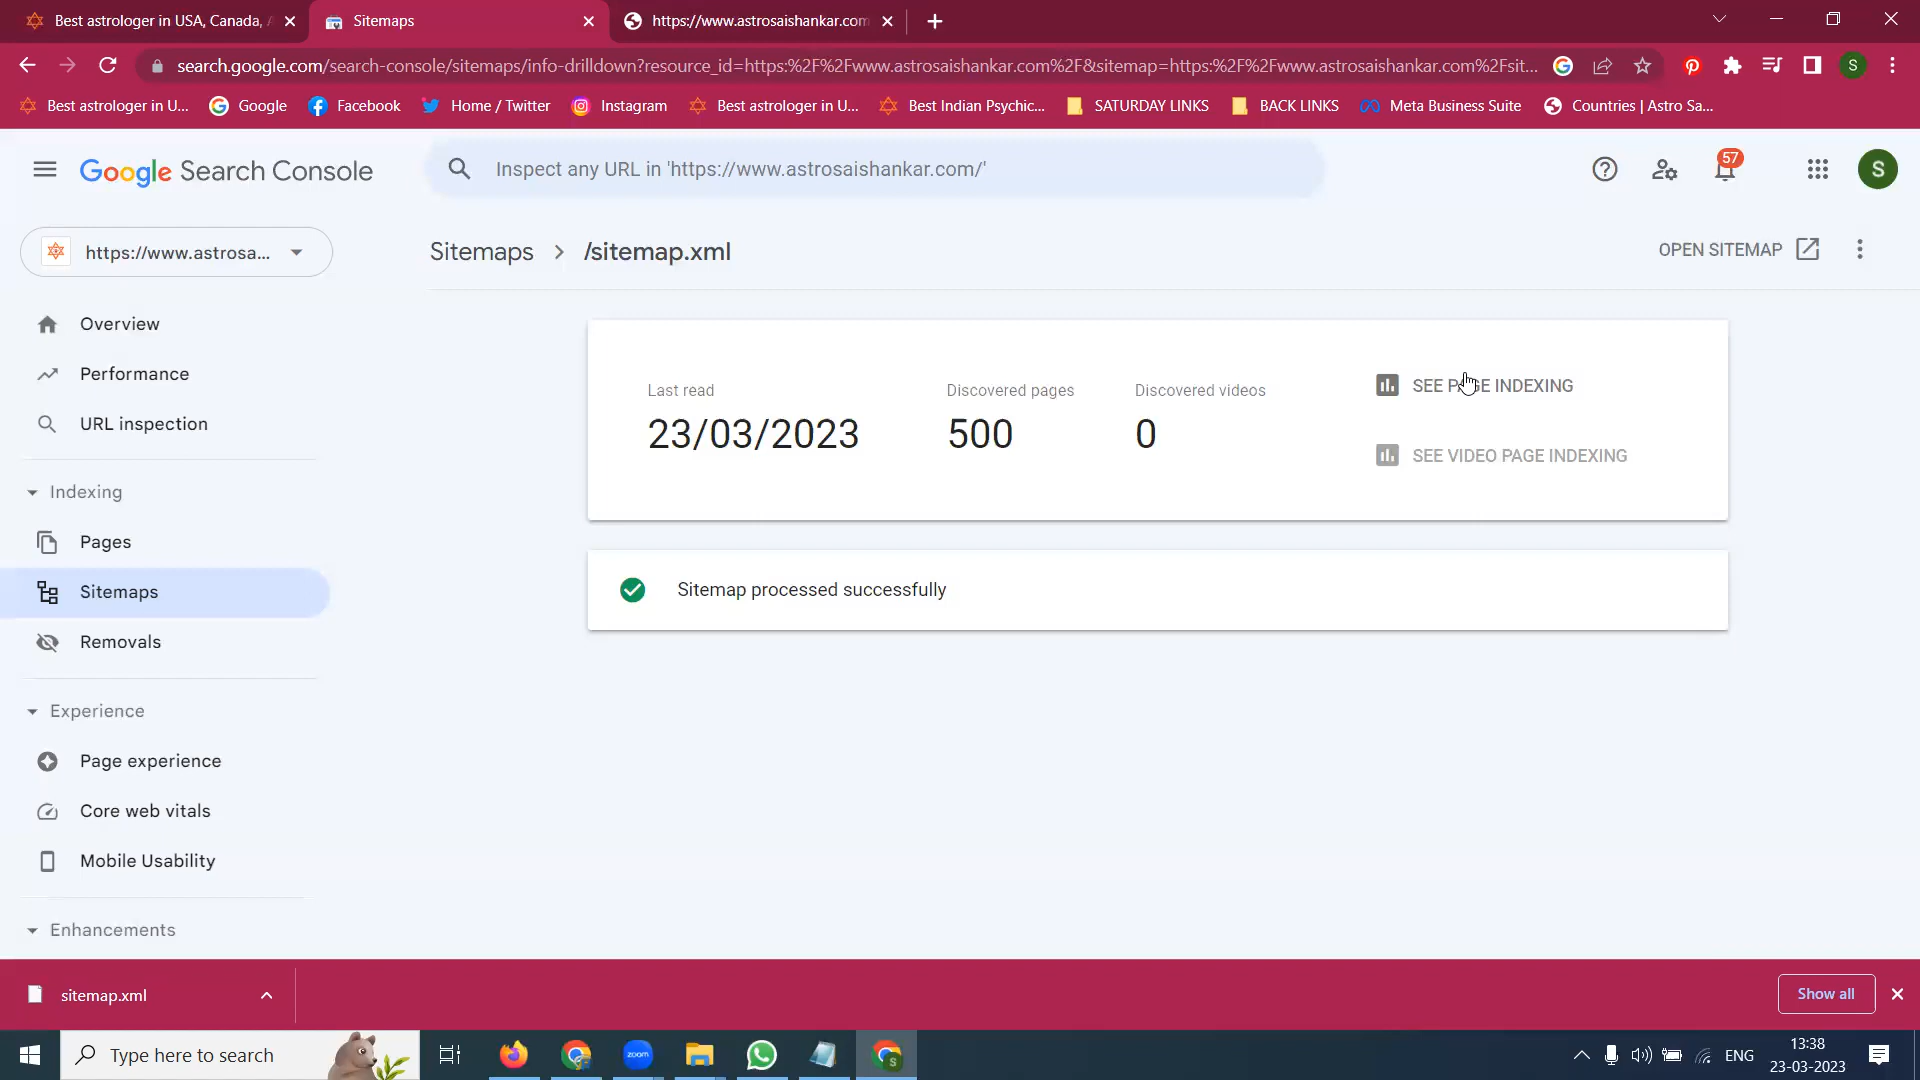 Best astrologer in USA, Canada, A
Sitemaps
https://www.astrosaishankar.com
search.google.com/search-console/sitemaps/info-drilldown?resource_id=https:%2F%2Fwww.astrosaishankar.com%2F&sitemap=https:%2F%2Fwww.astrosaishankar.com%2Fsit...
S
Best astrologer in U...
Google
Facebook
Home / Twitter
Instagram
Best astrologer in U...
Best Indian Psychic...
SATURDAY LINKS
BACK LINKS
Meta Business Suite
Countries | Astro Sa...
Google Search Console
Inspect any URL in 'https://www.astrosaishankar.com/'
57
S
https://www.astrosa...
Sitemaps
/sitemap.xml
OPEN SITEMAP
Overview
Performance
URL inspection
Indexing
Pages
Sitemaps
Removals
Experience
Page experience
Core web vitals
Mobile Usability
Enhancements
Last read
23/03/2023
Discovered pages
500
Discovered videos
0
SEE PAGE INDEXING
SEE VIDEO PAGE INDEXING
Sitemap processed successfully
sitemap.xml
Show all
Type here to search
zoom
S
ENG
13:38
23-03-2023